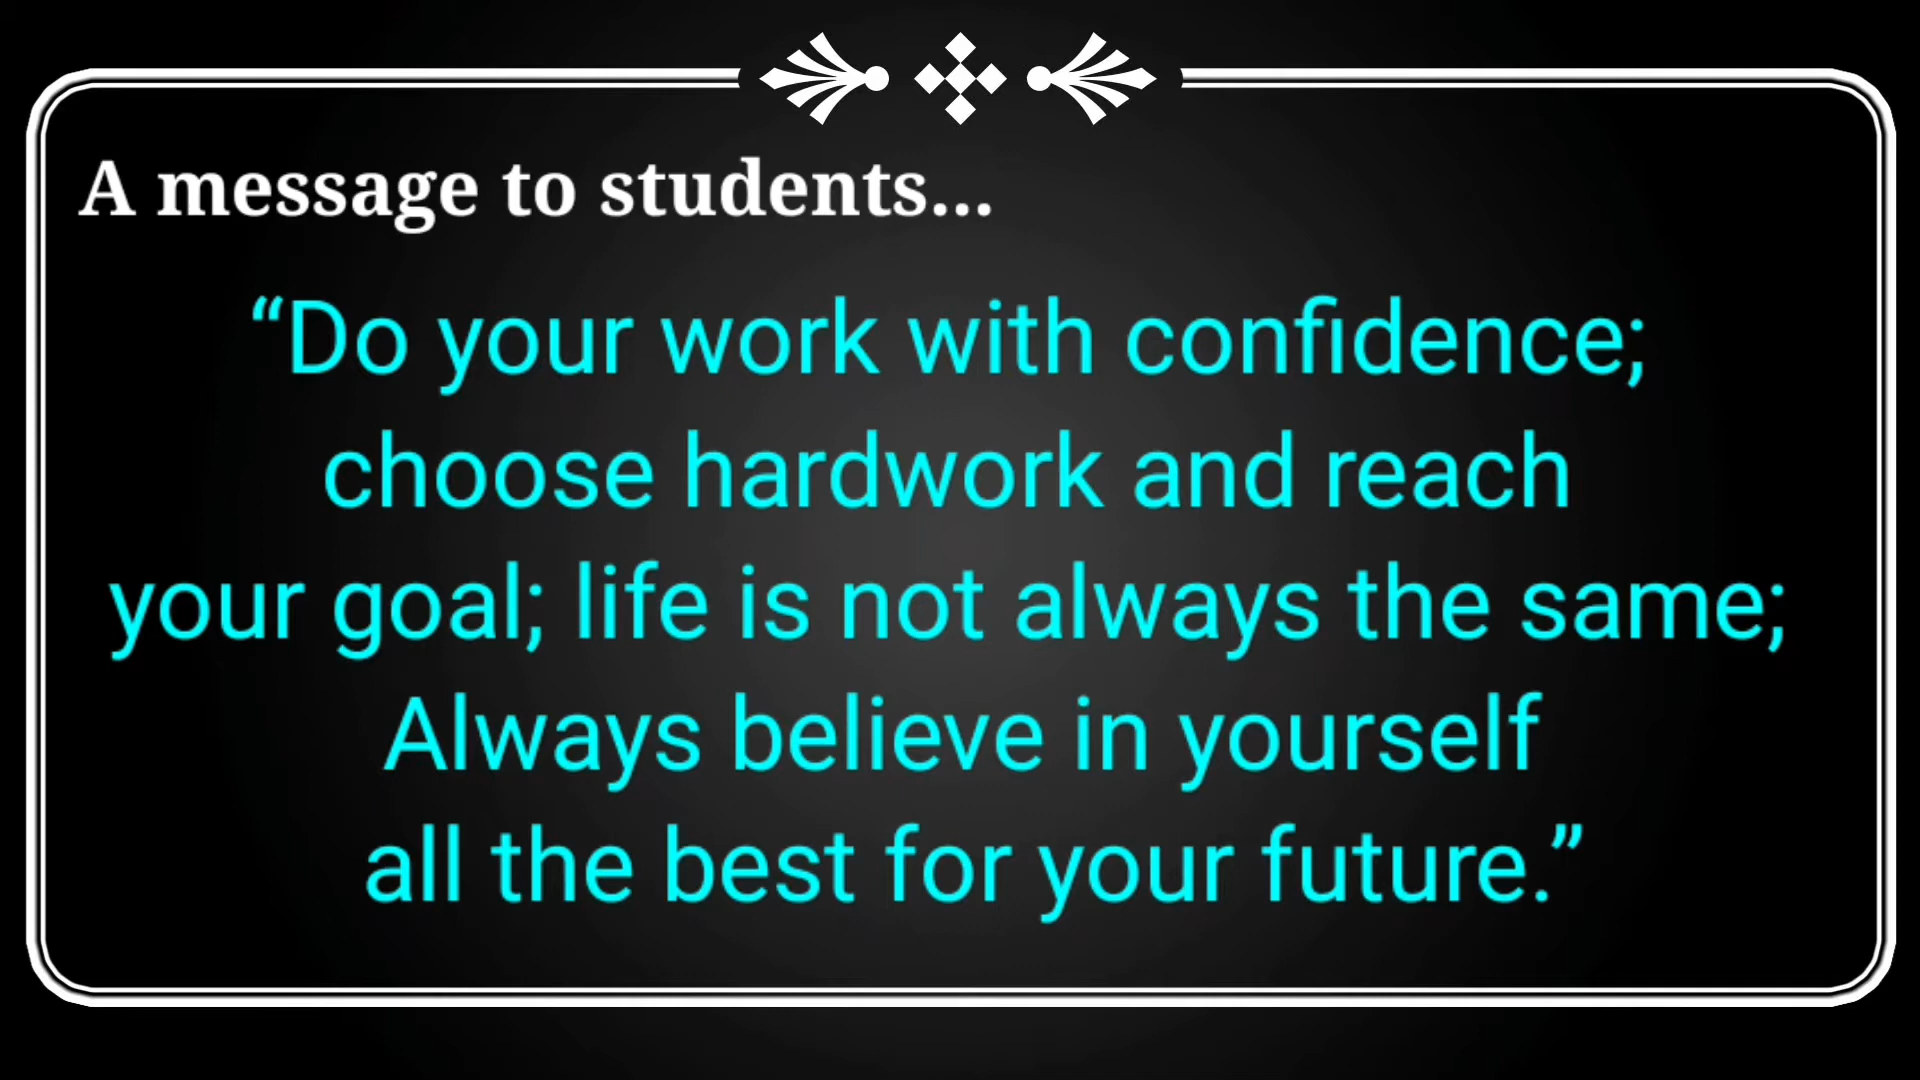 A message to students...
“Do your work with confidence;
choose hardwork and reach
your goal; life is not always the same;
Always believe in yourself
all the best for your future.”